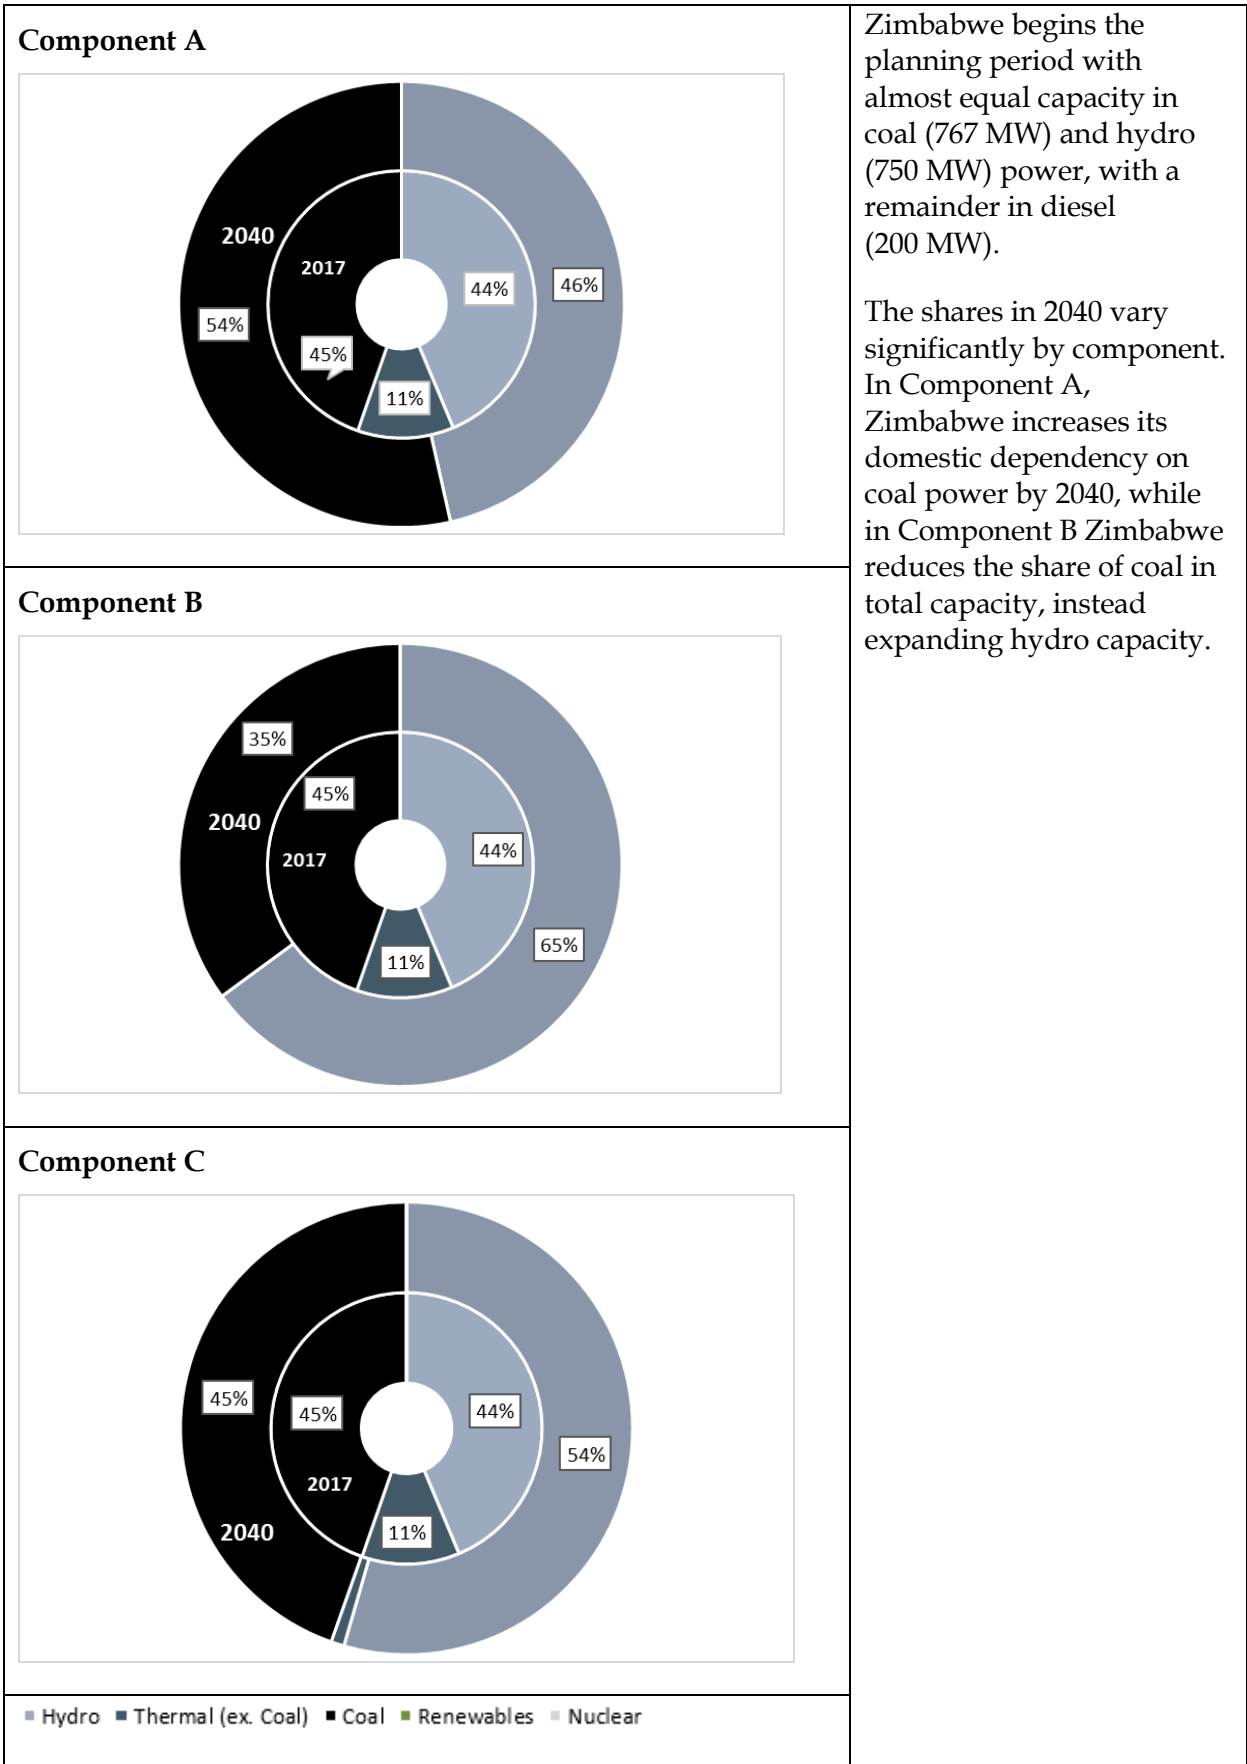 Component A
2040
2017
44%
46%
54%
45%
11%
Component B
35%
45%
2040
2017
44%
65%
11%
Component C
45%
45%
44%
54%
2017
2040
11%
Hydro Thermal (ex. Coal) Coal Renewables Nuclear
Zimbabwe begins the
planning period with
almost equal capacity in
coal (767 MW) and hydro
(750 MW) power, with a
remainder in diesel
(200 MW).
The shares in 2040 vary
significantly by component.
In Component A,
Zimbabwe increases its
domestic dependency on
coal power by 2040, while
in Component B Zimbabwe
reduces the share of coal in
total capacity, instead
expanding hydro capacity.